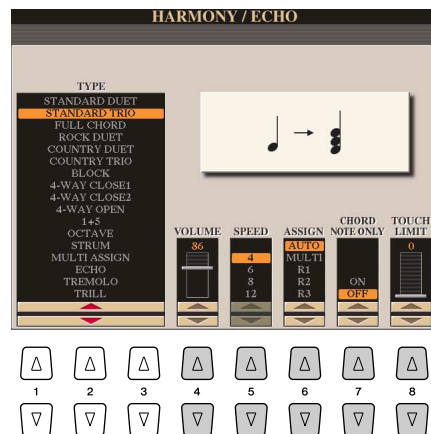 HARMONY / ECHO
TYPE
STANDARD DUET
STANDARD TRIO
FULL CHORD
ROCK DUET
COUNTRY DUET
COUNTRY TRIO
BLOCK
4-WAY CLOSE1
4-WAY CLOSE2
4-WAY OPEN
1+5
OCTAVE
STRUM
MULTI ASSIGN
ECHO
TREMOLO
TRILL
VOLUME
86
SPEED
4
6
8
12
ASSIGN
AUTO
MULTI
R1
R2
R3
CHORD
NOTE ONLY
ON
OFF
TOUCH
LIMIT
0
1 2 3 4 5 6 7 8